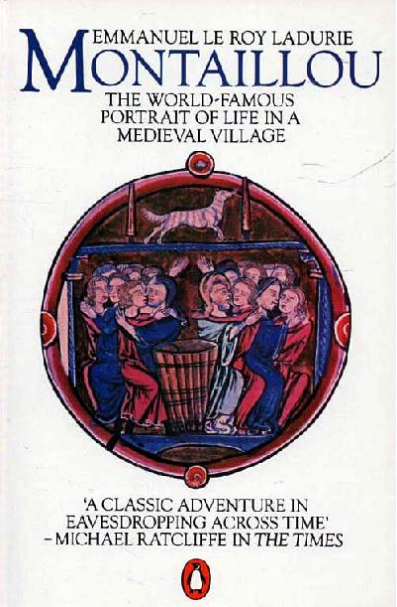 EMMANUEL LE ROY LADURIE
MONTAILLOU
THE WORLD-FAMOUS
PORTRAIT OF LIFE IN A
MEDIEVAL VILLAGE
'A CLASSIC ADVENTURE IN
EAVESDROPPING ACROSS TIME'
– MICHAEL RATCLIFFE IN THE TIMES